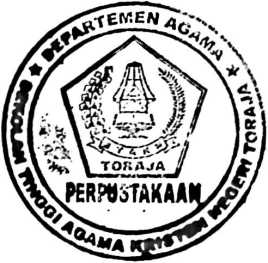 ★ DEPARTEMEN AGAMA ★
TORAJA
PERPUSTAKAAN
SEKOLAH TINGGI AGAMA KRISTEN NEGERI TORAJA